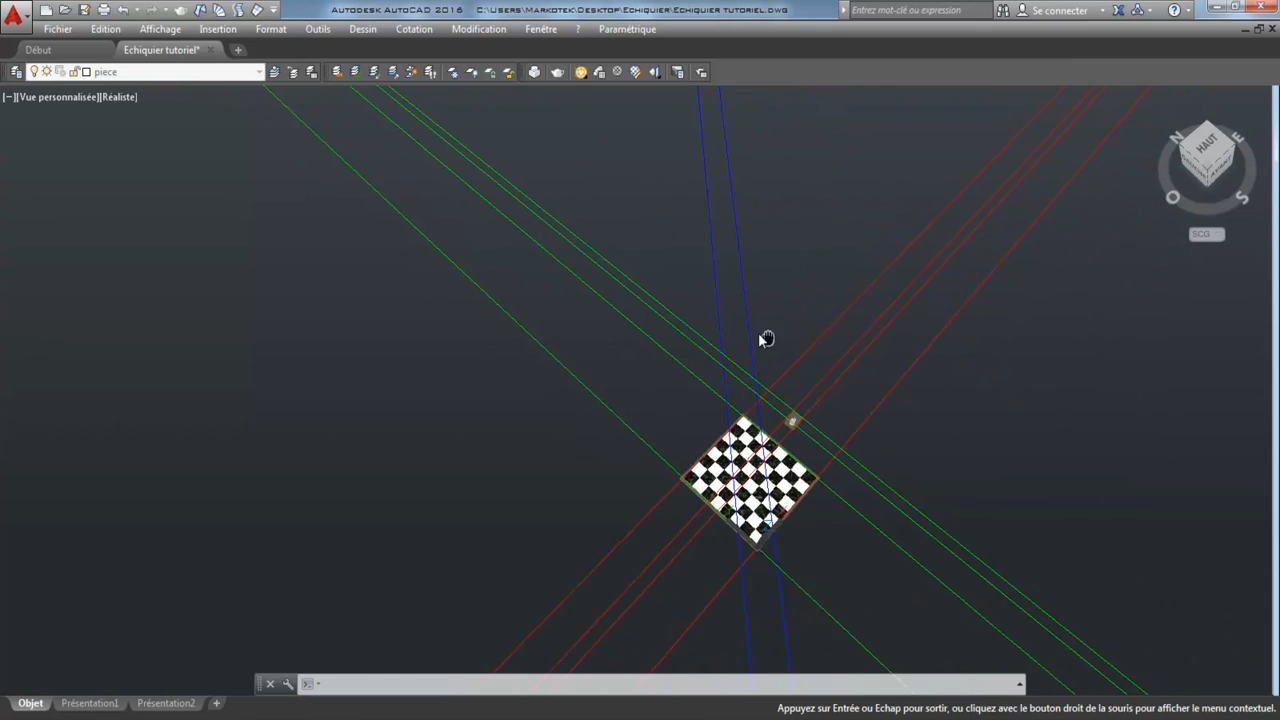 Autodesk AutoCAD 2016 C:\Users\Markotek\Desktop\Echiquier\Echiquier tutoriel.dwg
Entrez mot-clé ou expression
Se connecter
Fichier Edition Affichage Insertion Format Outils Dessin Cotation Modification Fenêtre ? Paramétrique
Début Echiquier tutoriel*
piece
[−][Vue personnalisée][Réaliste]
N E
HAUT
O S
SCG
Objet Présentation1 Présentation2
Appuyez sur Entrée ou Echap pour sortir, ou cliquez avec le bouton droit de la souris pour afficher le menu contextuel.